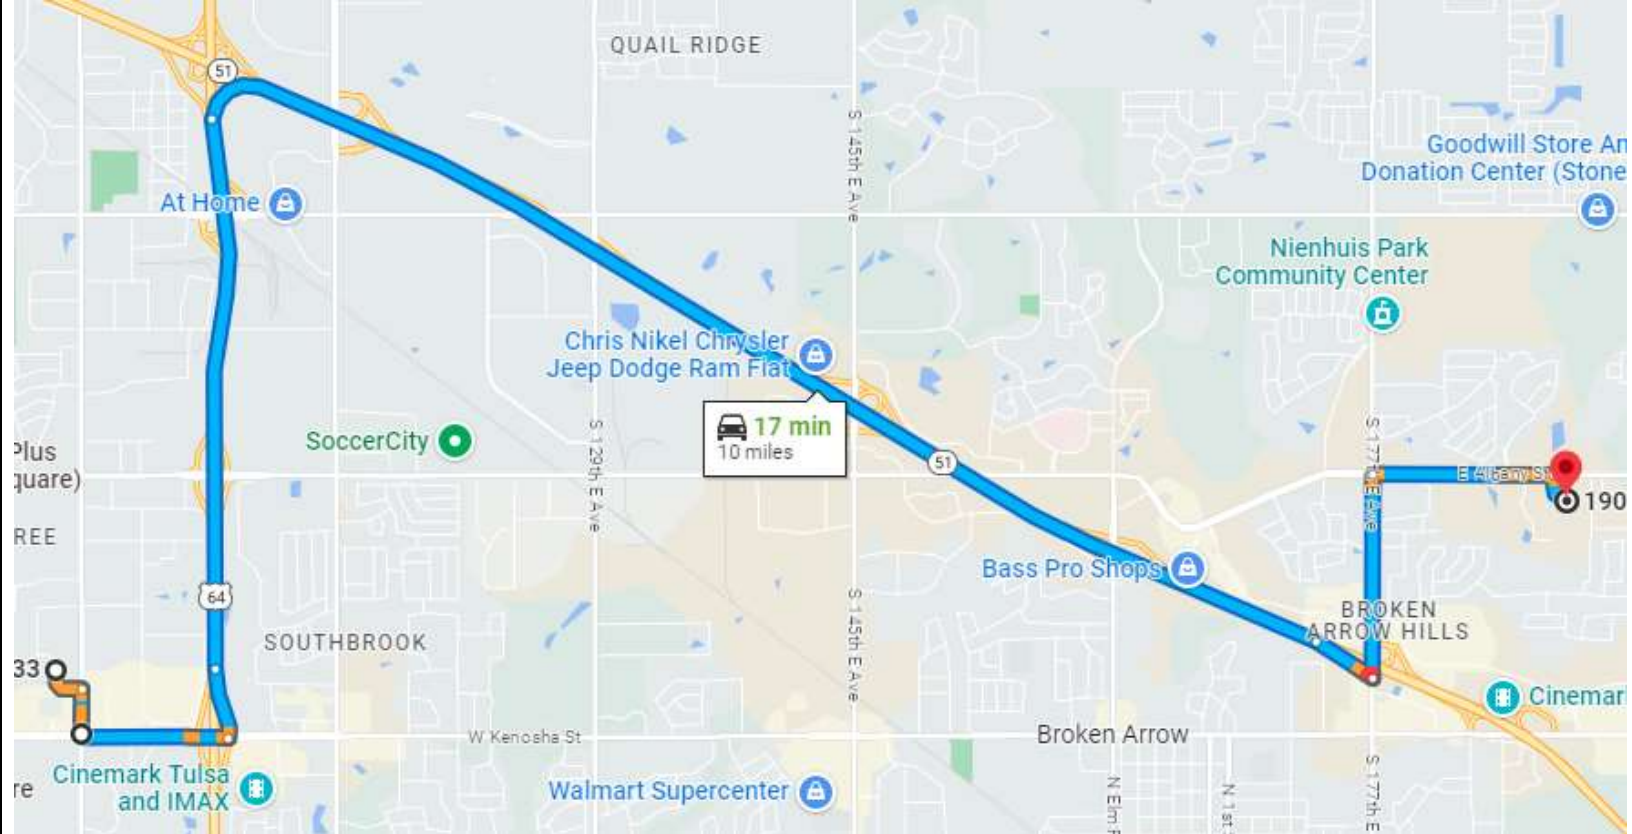 QUAIL RIDGE
51
S 145th E Ave
Goodwill Store An
Donation Center (Stone
At Home
Nienhuis Park
Community Center
Chris Nikel Chrysler
Jeep Dodge Ram Fiat
17 min
10 miles
SoccerCity
S 129th E Ave
Plus
quare)
51
S 177th E Ave
E Albany St
190
REE
Bass Pro Shops
64
S 145th E Ave
BROKEN
ARROW HILLS
SOUTHBROOK
33
Cinemar
W Kenosha St
Broken Arrow
Cinemark Tulsa
and IMAX
re
Walmart Supercenter
N Elm P
N 1st
S 177th E